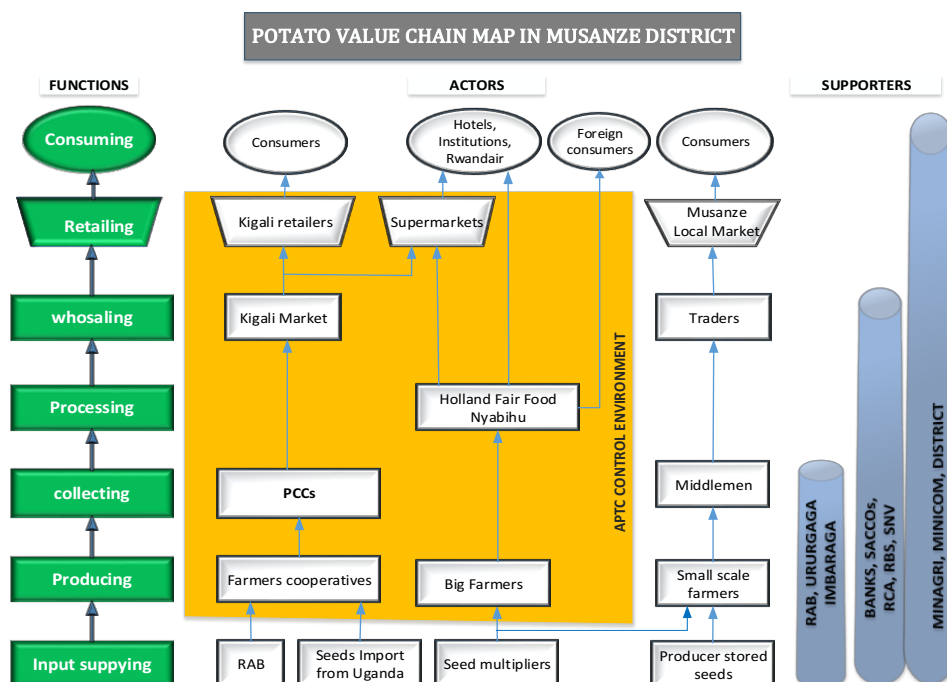 POTATO VALUE CHAIN MAP IN MUSANZE DISTRICT
FUNCTIONS
ACTORS
SUPPORTERS
Consuming
Consumers
Hotels,
Institutions,
Rwandair
Foreign
consumers
Consumers
Retailing
Kigali retailers
Supermarkets
Musanze
Local Market
whosaling
Kigali Market
Traders
Processing
Holland Fair Food
Nyabihu
collecting
PCCs
Middlemen
Producing
Farmers cooperatives
Big Farmers
Small scale
farmers
Input suppying
RAB
Seeds Import
from Uganda
Seed multipliers
Producer stored
seeds
APTC CONTROL ENVIRONMENT
RAB, URURGAGA
IMBARAGA
BANKS, SACCOs,
RCA, RBS, SNV
MINAGRI, MINICOM, DISTRICT